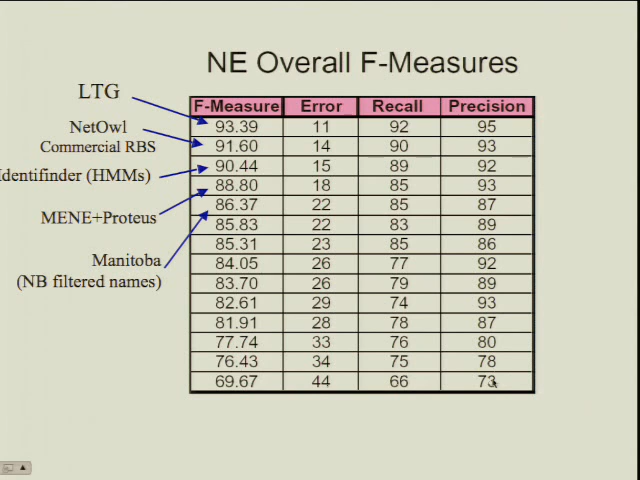 NE Overall F-Measures
LTG
NetOwl
Commercial RBS
Identifinder (HMMs)
MENE+Proteus
Manitoba
(NB filtered names)
F-Measure Error Recall Precision
93.39 11 92 95
91.60 14 90 93
90.44 15 89 92
88.80 18 85 93
86.37 22 85 87
85.83 22 83 89
85.31 23 85 86
84.05 26 77 92
83.70 26 79 89
82.61 29 74 93
81.91 28 78 87
77.74 33 76 80
76.43 34 75 78
69.67 44 66 73